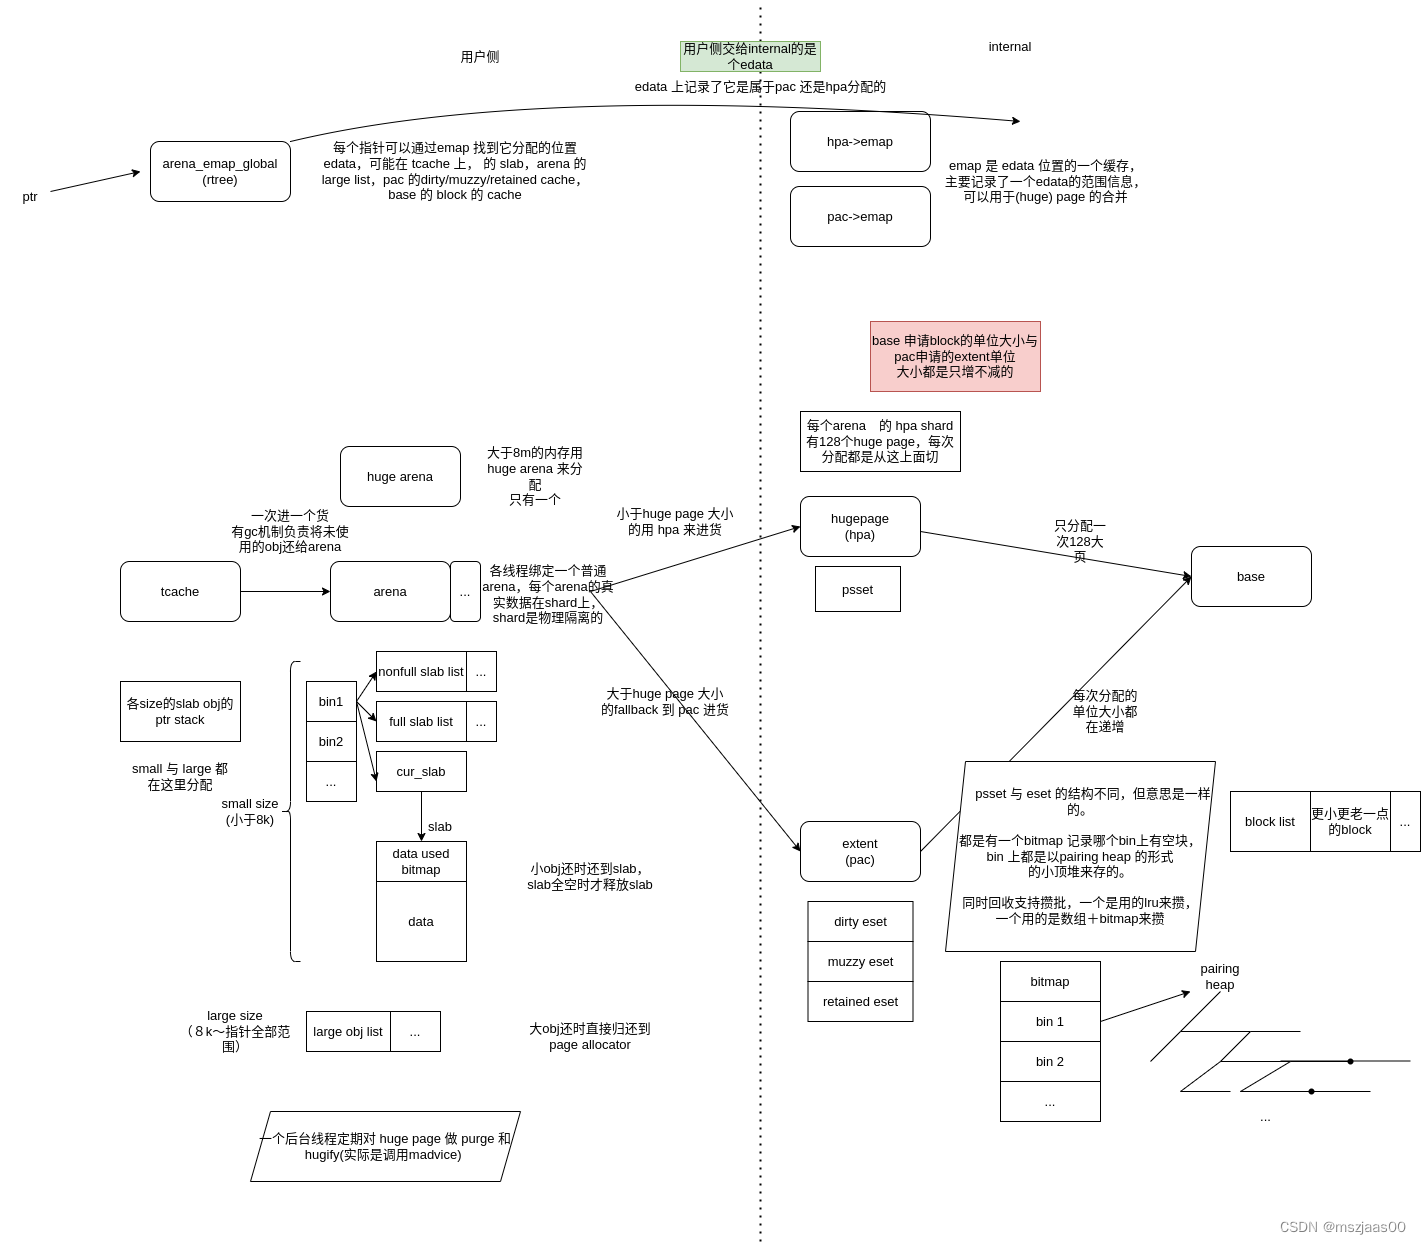 用户侧
用户侧交给internal的是
个edata
internal
edata 上记录了它是属于pac 还是hpa分配的
ptr
arena_emap_global
(rtree)
每个指针可以通过emap 找到它分配的位置
edata，可能在 tcache 上， 的 slab，arena 的
large list，pac 的dirty/muzzy/retained cache，
base 的 block 的 cache
hpa->emap
pac->emap
emap 是 edata 位置的一个缓存，
主要记录了一个edata的范围信息，
可以用于(huge) page 的合并
base 申请block的单位大小与
pac申请的extent单位
大小都是只增不减的
每个arena　的 hpa shard
有128个huge page，每次
分配都是从这上面切
huge arena
大于8m的内存用
huge arena 来分
配
只有一个
一次进一个货
有gc机制负责将未使
用的obj还给arena
tcache
arena
...
各线程绑定一个普通
arena，每个arena的真
实数据在shard上，
shard是物理隔离的
小于huge page 大小
的用 hpa 来进货
hugepage
(hpa)
psset
只分配一
次128大
页
base
大于huge page 大小
的fallback 到 pac 进货
每次分配的
单位大小都
在递增
各size的slab obj的
ptr stack
small 与 large 都
在这里分配
small size
(小于8k)
bin1
bin2
...
nonfull slab list
...
full slab list
...
cur_slab
slab
data used
bitmap
data
小obj还时还到slab，
slab全空时才释放slab
extent
(pac)
dirty eset
muzzy eset
retained eset
psset 与 eset 的结构不同，但意思是一样
的。
都是有一个bitmap 记录哪个bin上有空块，
bin 上都是以pairing heap 的形式
的小顶堆来存的。
同时回收支持攒批，一个是用的lru来攒，
一个用的是数组＋bitmap来攒
block list
更小更老一点
的block
...
bitmap
bin 1
bin 2
...
pairing
heap
...
large size
（８k～指针全部范
围）
large obj list
...
大obj还时直接归还到
page allocator
一个后台线程定期对 huge page 做 purge 和
hugify(实际是调用madvice)
CSDN @mszjaas00